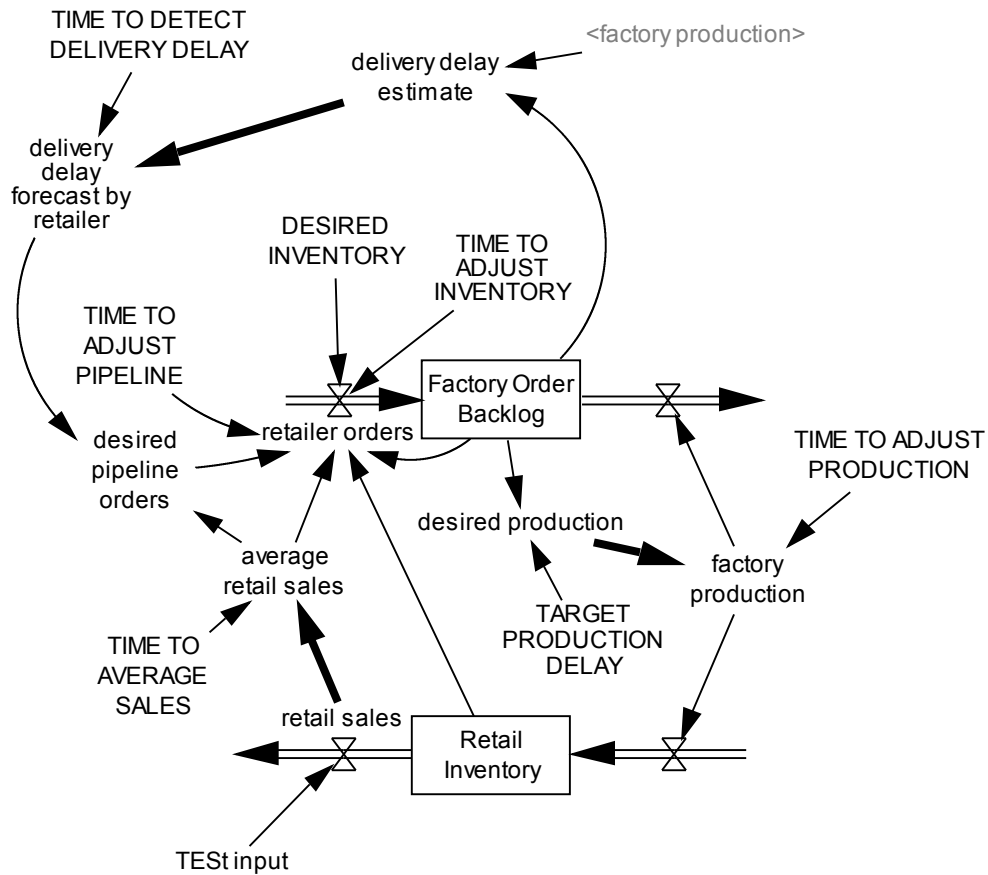 TIME TO DETECT
DELIVERY DELAY
<factory production>
delivery delay
estimate
delivery
delay
forecast by
retailer
DESIRED
INVENTORY
TIME TO
ADJUST
INVENTORY
TIME TO
ADJUST
PIPELINE
Factory Order
Backlog
retailer orders
desired
pipeline
orders
TIME TO ADJUST
PRODUCTION
desired production
average
retail sales
factory
production
TARGET
PRODUCTION
DELAY
TIME TO
AVERAGE
SALES
retail sales
Retail
Inventory
TESt input